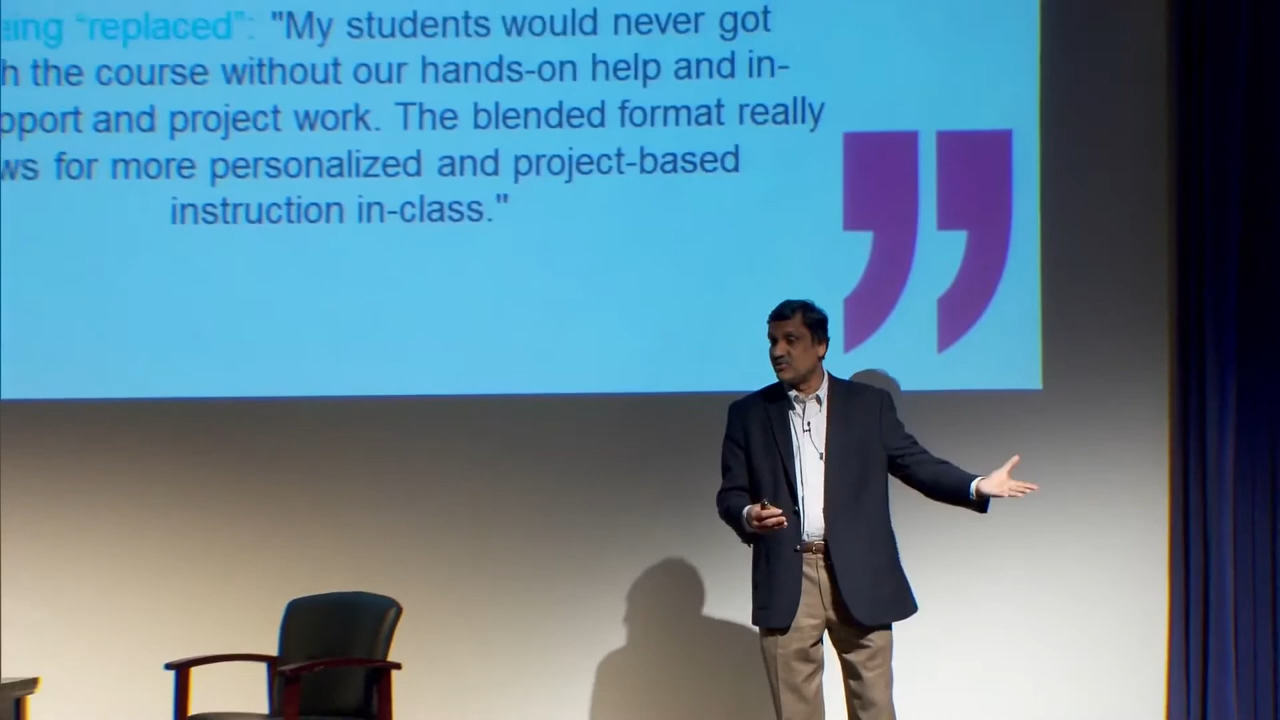 eing “replaced”: "My students would never got
h the course without our hands-on help and in-
pport and project work. The blended format really
ws for more personalized and project-based
instruction in-class."